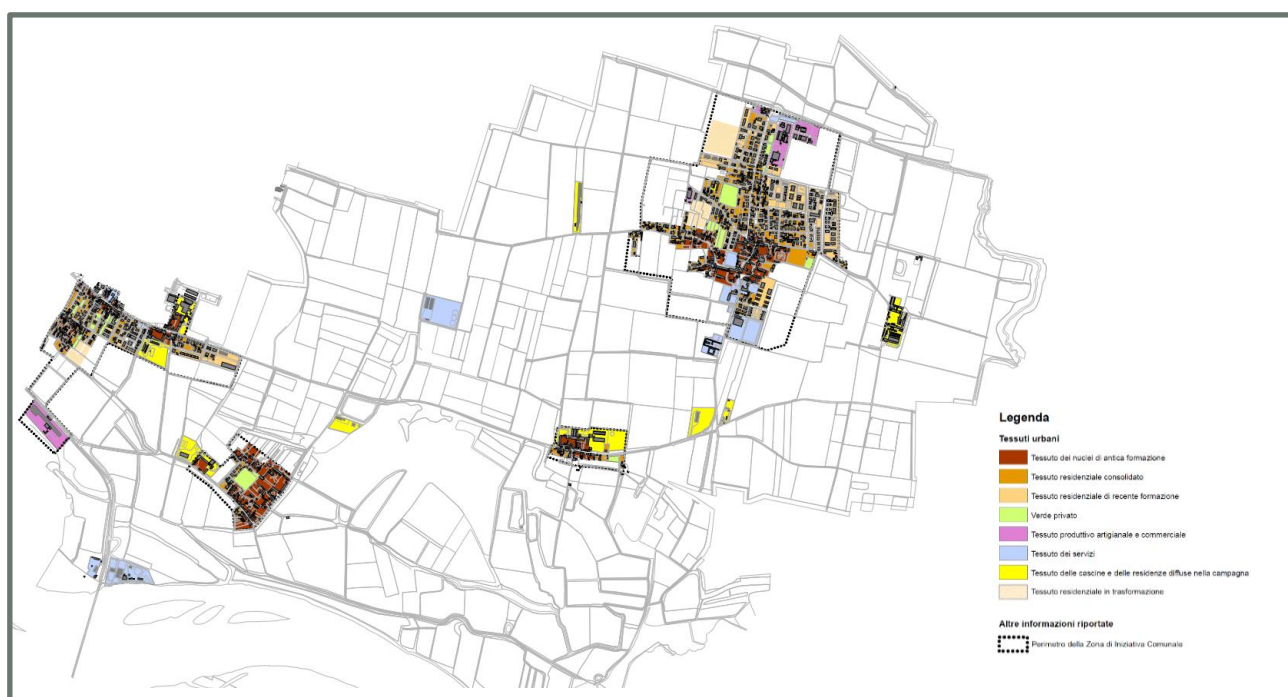 Legenda
Tessuti urbani
Tessuto dei nuclei di antica formazione
Tessuto residenziale consolidato
Tessuto residenziale di recente formazione
Verde privato
Tessuto produttivo artigianale e commerciale
Tessuto dei servizi
Tessuto delle cascine e delle residenze diffuse nella campagna
Tessuto residenziale in trasformazione
Altre informazioni riportate
Perimetro della Zona di Iniziativa Comunale